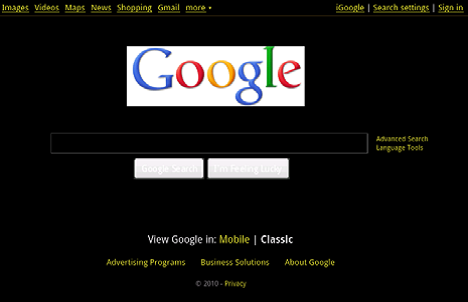 Images Videos Maps News Shopping Gmail more iGoogle | Search settings | Sign in
Google
Advanced Search
Language Tools
Google Search I'm Feeling Lucky
View Google in: Mobile | Classic
Advertising Programs Business Solutions About Google
© 2010 - Privacy